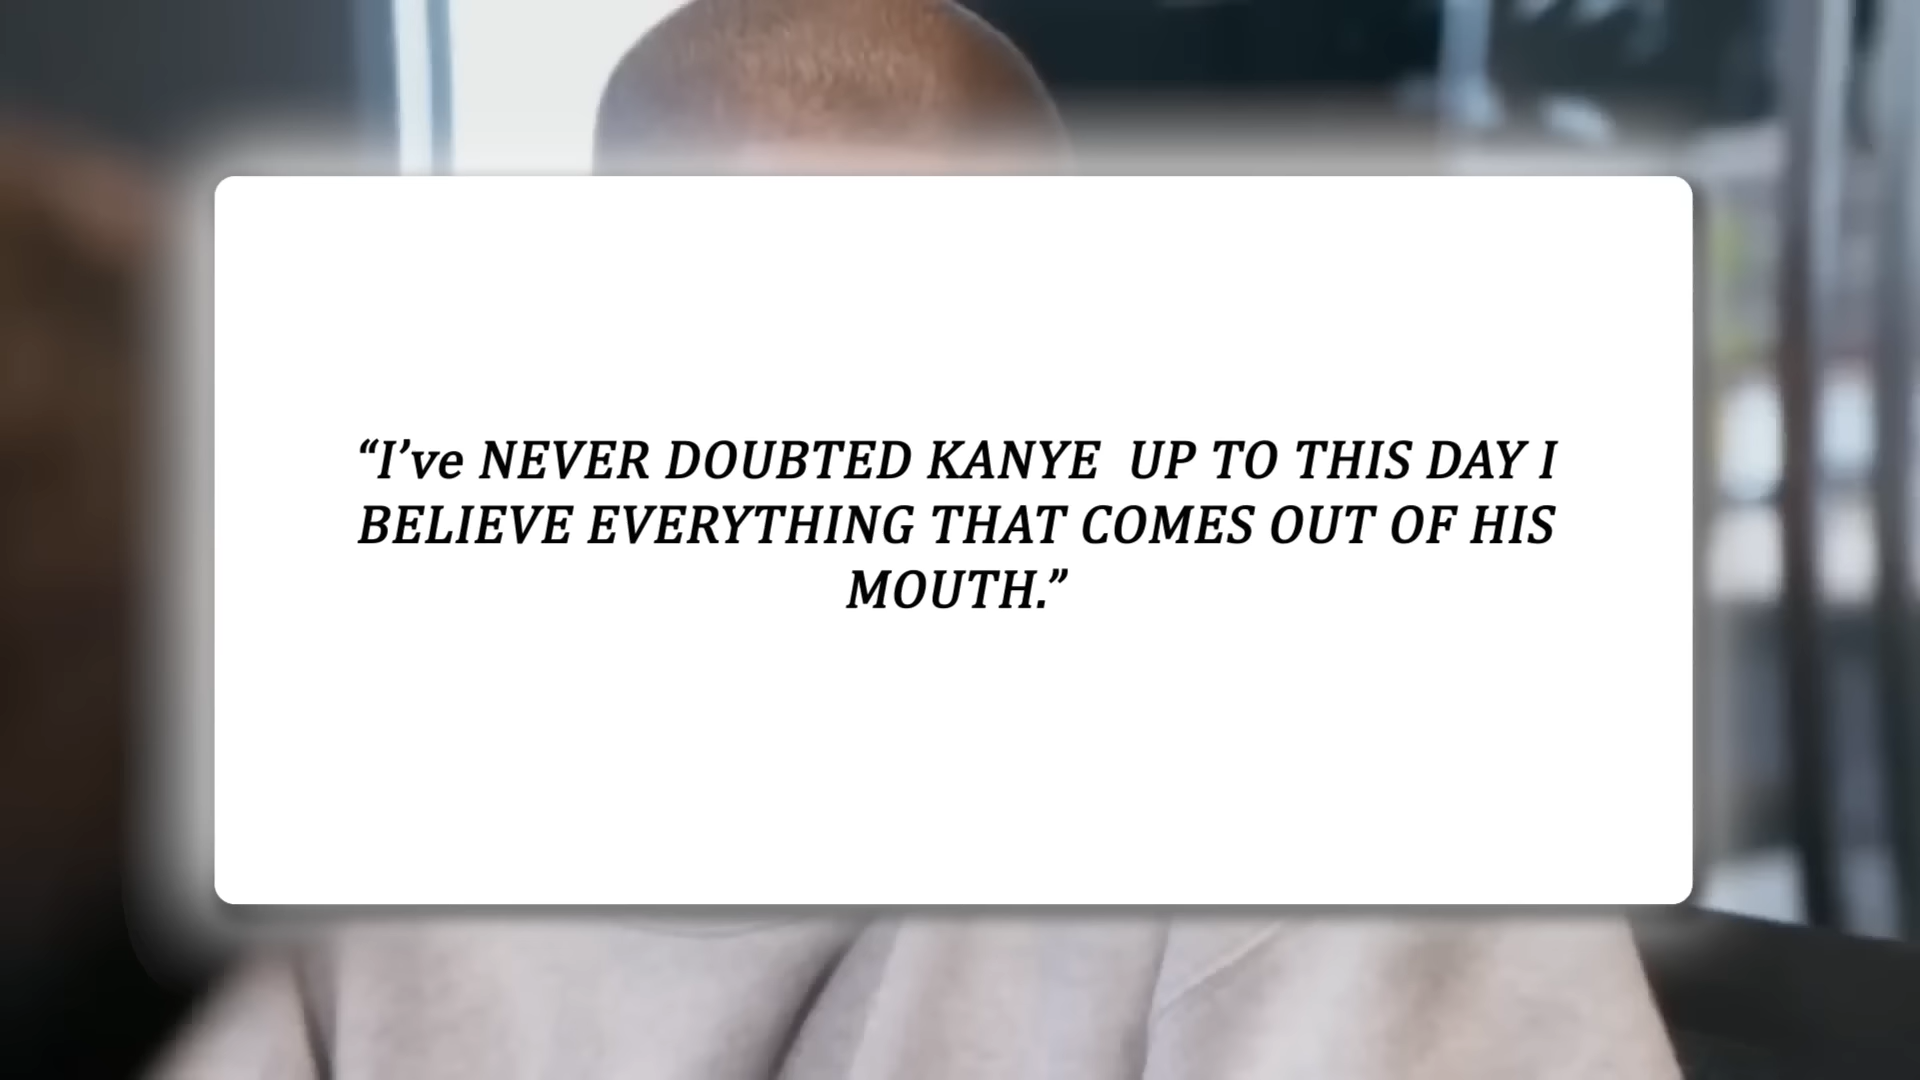 “I’ve NEVER DOUBTED KANYE  UP TO THIS DAY I
BELIEVE EVERYTHING THAT COMES OUT OF HIS
MOUTH.”